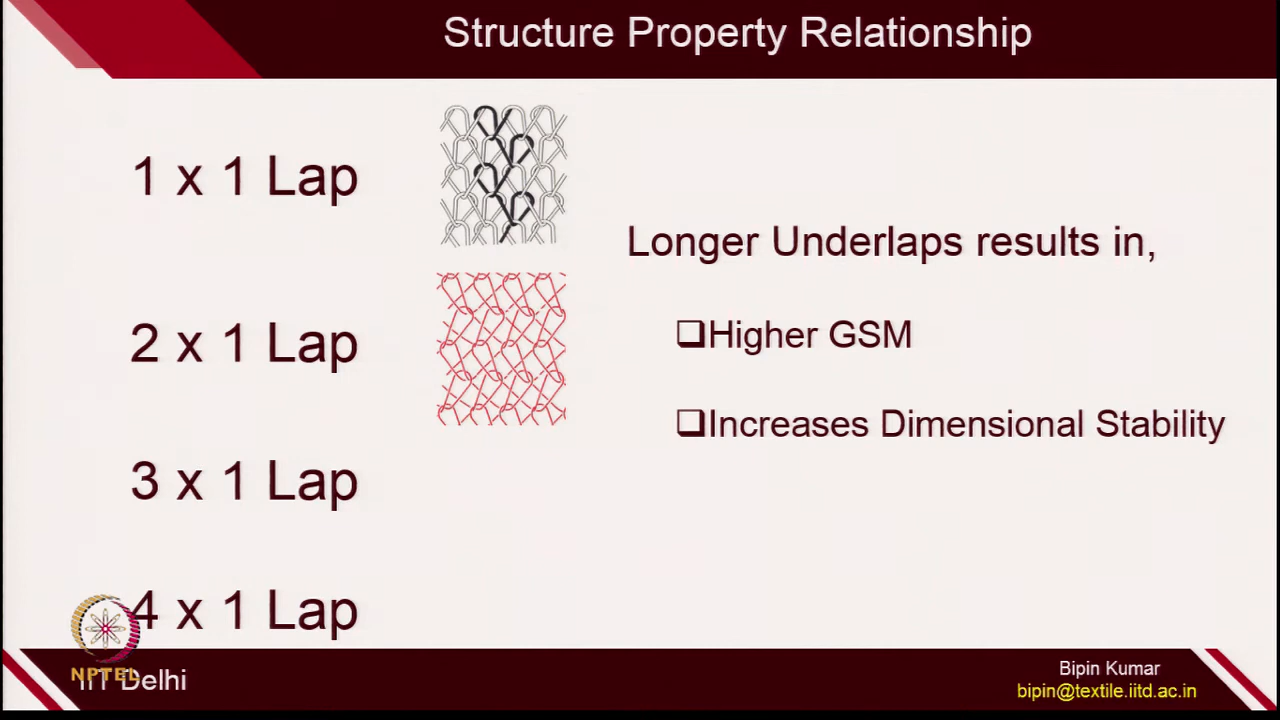 Structure Property Relationship
1 x 1 Lap
2 x 1 Lap
3 x 1 Lap
4 x 1 Lap
Longer Underlaps results in,
❑Higher GSM
❑Increases Dimensional Stability
NPTEL
IIT Delhi
Bipin Kumar
bipin@textile.iitd.ac.in